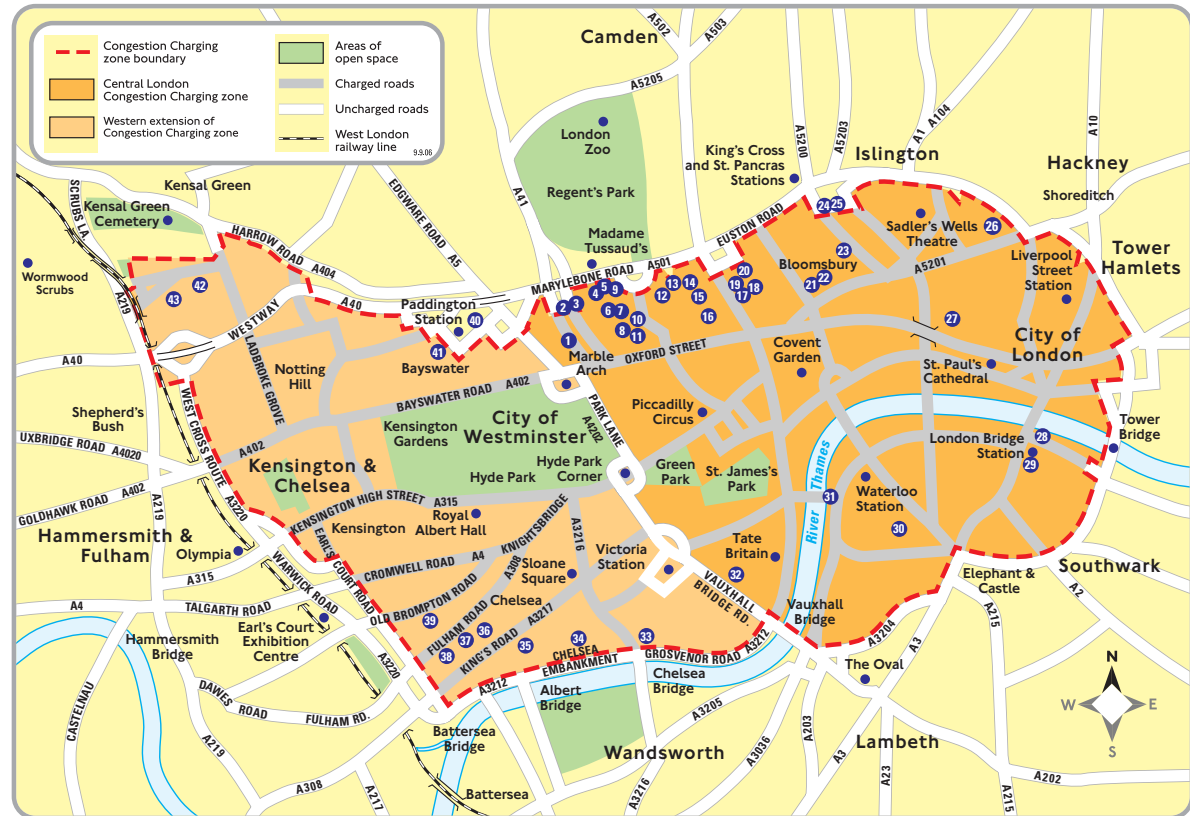 Congestion Charging
zone boundary
Central London
Congestion Charging zone
Western extension of
Congestion Charging zone
Areas of
open space
Charged roads
Uncharged roads
West London
railway line
9.9.06
Camden
A502
A503
A5205
London
Zoo
Regent's Park
A41
King's Cross
and St. Pancras
Stations
A5200
A5203
A1
A104
Islington
A10
Hackney
Shoreditch
Tower
Hamlets
Kensal Green
Kensal Green
Cemetery
SCRUBS LA.
Wormwood
Scrubs
HARROW ROAD
A404
EDGWARE ROAD
A5
Madame
Tussaud's
MARYLEBONE ROAD
A501
EUSTON ROAD
24
25
Sadler's Wells
Theatre
26
Liverpool
Street
Station
Bloomsbury
23
22
21
A5201
20
19
18
17
16
15
14
13
12
11
10
9
8
7
6
5
4
3
2
1
A219
43
42
WESTWAY
A40
A40
Paddington
Station
40
41
Bayswater
Marble
Arch
OXFORD STREET
Covent
Garden
27
City of
London
St. Paul's
Cathedral
LADBROKE GROVE
Notting
Hill
BAYSWATER ROAD
A402
City of
Westminster
Kensington
Gardens
Hyde Park
Hyde Park
Corner
PARK LANE
A4202
Piccadilly
Circus
Green
Park
St. James's
Park
River Thames
London Bridge
Station
28
29
Tower
Bridge
Shepherd's
Bush
UXBRIDGE ROAD
A4020
WEST CROSS ROUTE
A3220
A402
GOLDHAWK ROAD
A402
A219
Kensington &
Chelsea
KENSINGTON HIGH STREET
A315
Kensington
Royal
Albert Hall
KNIGHTSBRIDGE
A3216
31
Waterloo
Station
30
Hammersmith &
Fulham
Olympia
A315
EARL'S COURT ROAD
WARWICK ROAD
CROMWELL ROAD
A4
A308
Sloane
Square
Victoria
Station
Tate
Britain
32
VAUXHALL
BRIDGE RD.
Vauxhall
Bridge
Elephant &
Castle
Southwark
A2
A4
TALGARTH ROAD
Hammersmith
Bridge
Earl's Court
Exhibition
Centre
OLD BROMPTON ROAD
Chelsea
39
FULHAM ROAD
36
37
38
KING'S ROAD
A3217
35
34
33
CHELSEA
EMBANKMENT
GROSVENOR ROAD
A3212
A3212
A3204
A3
A215
The Oval
A3220
DAWES ROAD
FULHAM RD.
CASTELNAU
A219
A308
A217
Albert
Bridge
Chelsea
Bridge
Battersea
Bridge
Battersea
Wandsworth
A3205
A3216
A3036
A203
A3
Lambeth
A23
A202
A215
N
W
E
S